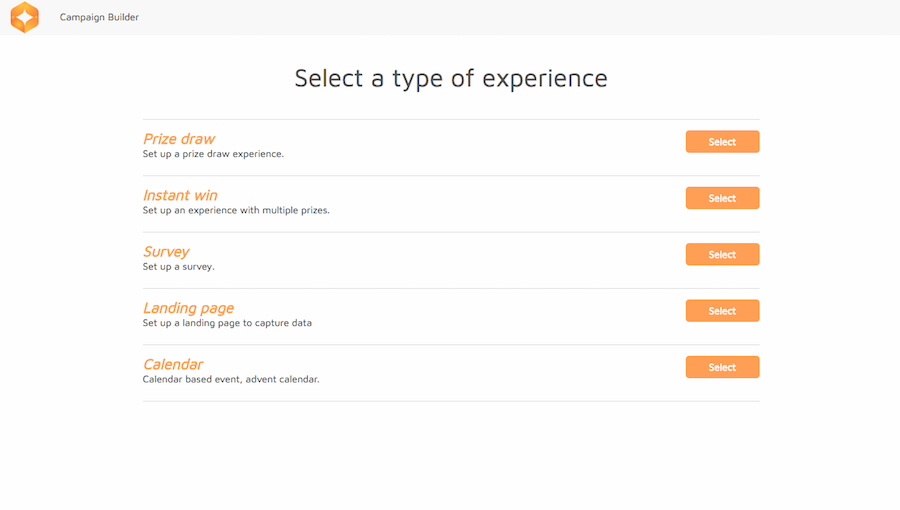 Campaign Builder
Select a type of experience
Prize draw
Set up a prize draw experience.
Select
Instant win
Set up an experience with multiple prizes.
Select
Survey
Set up a survey.
Select
Landing page
Set up a landing page to capture data
Select
Calendar
Calendar based event, advent calendar.
Select